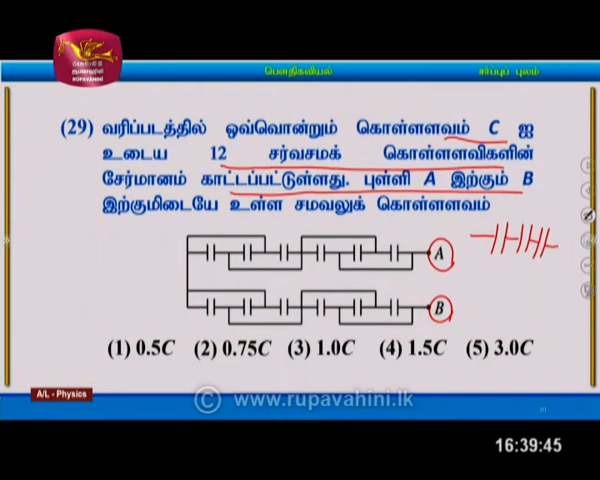 பௌதிகவியல்
ஈர்ப்புப் புலம்
RUPAVAHINI
(29) வரிப்படத்தில் ஒவ்வொன்றும் கொள்ளளவம் C ஐ
உடைய 12 சர்வசமக் கொள்ளளவிகளின்
சேர்மானம் காட்டப்பட்டுள்ளது. புள்ளி A இற்கும் B
இற்குமிடையே உள்ள சமவலுக் கொள்ளளவம்
A
B
(1) 0.5C (2) 0.75C (3) 1.0C (4) 1.5C (5) 3.0C
A/L - Physics
© www.rupavahini.lk
16:39:45